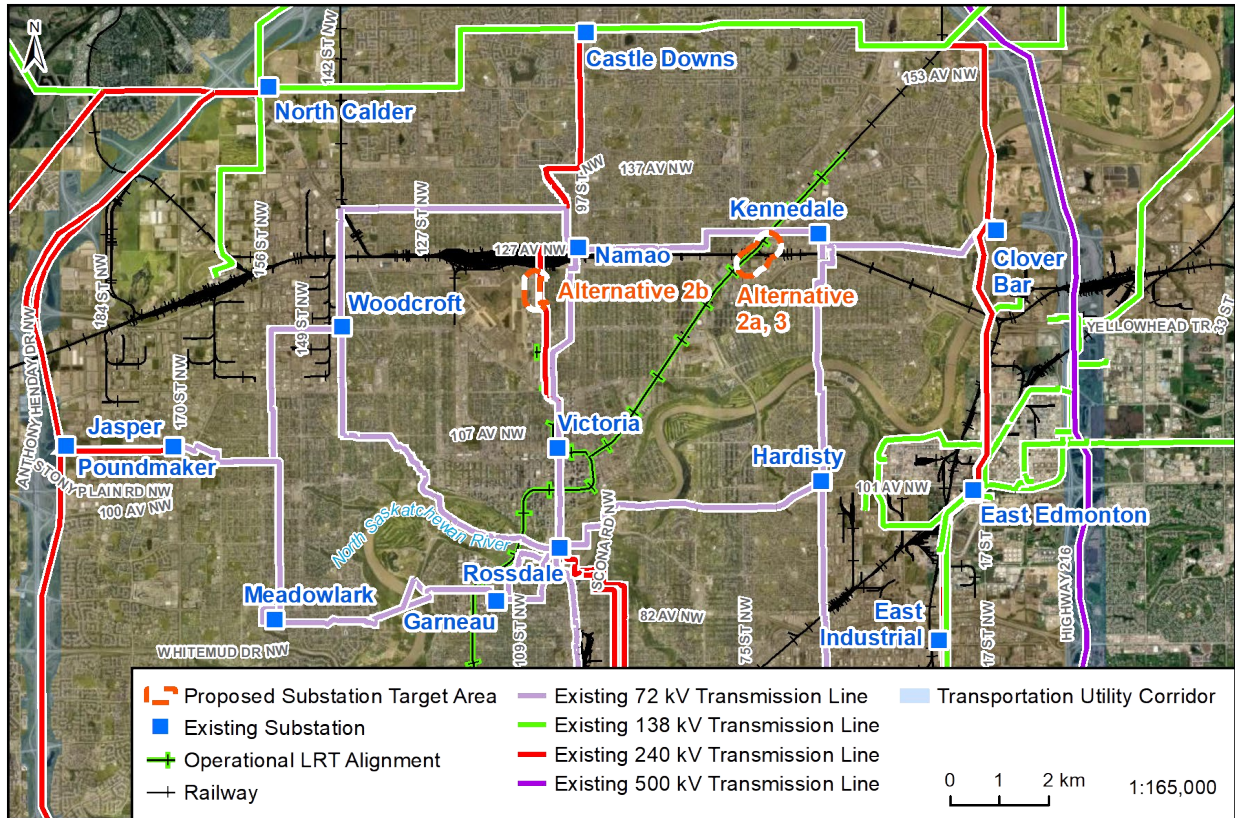 N
142 ST NW
Castle Downs
153 AV NW
North Calder
97 ST NW
137 AV NW
127 ST NW
156 ST NW
Kennedale
127 AV NW
Namao
Clover
Bar
184 ST NW
Alternative 2b
Alternative
2a, 3
Woodcroft
149 ST NW
YELLOWHEAD TR
33 ST
ANTHONY HENDAY DR NW
170 ST NW
Jasper
107 AV NW
Victoria
Poundmaker
Hardisty
STONY PLAIN RD NW
100 AV NW
101 AV NW
East Edmonton
North Saskatchewan River
SCONARD NW
17 ST
HIGHWAY 216
Rossdale
Meadowlark
Garneau
109 ST NW
82 AV NW
75 ST NW
East
Industrial
17 ST NW
WHITEMUD DR NW
Proposed Substation Target Area
Existing Substation
Operational LRT Alignment
Railway
Existing 72 kV Transmission Line
Existing 138 kV Transmission Line
Existing 240 kV Transmission Line
Existing 500 kV Transmission Line
Transportation Utility Corridor
0 1 2 km
1:165,000